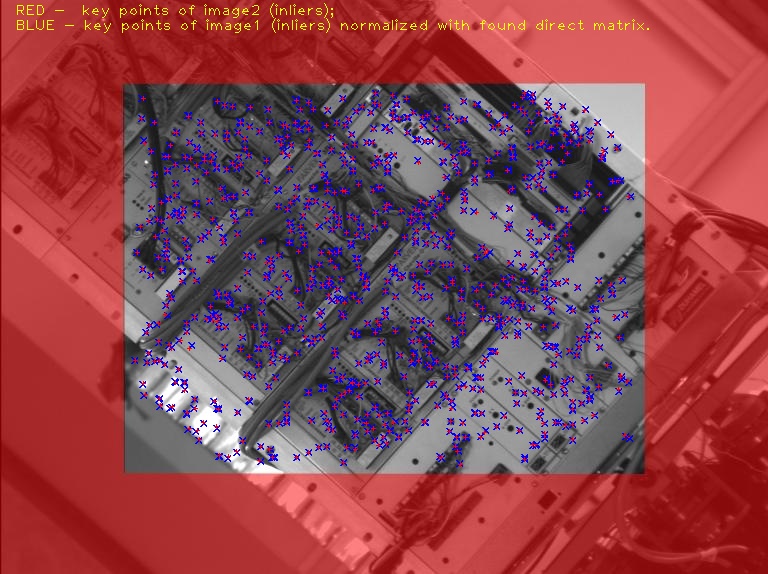 RED - key points of image2 (inliers);
BLUE - key points of image1 (inliers) normalized with found direct matrix.